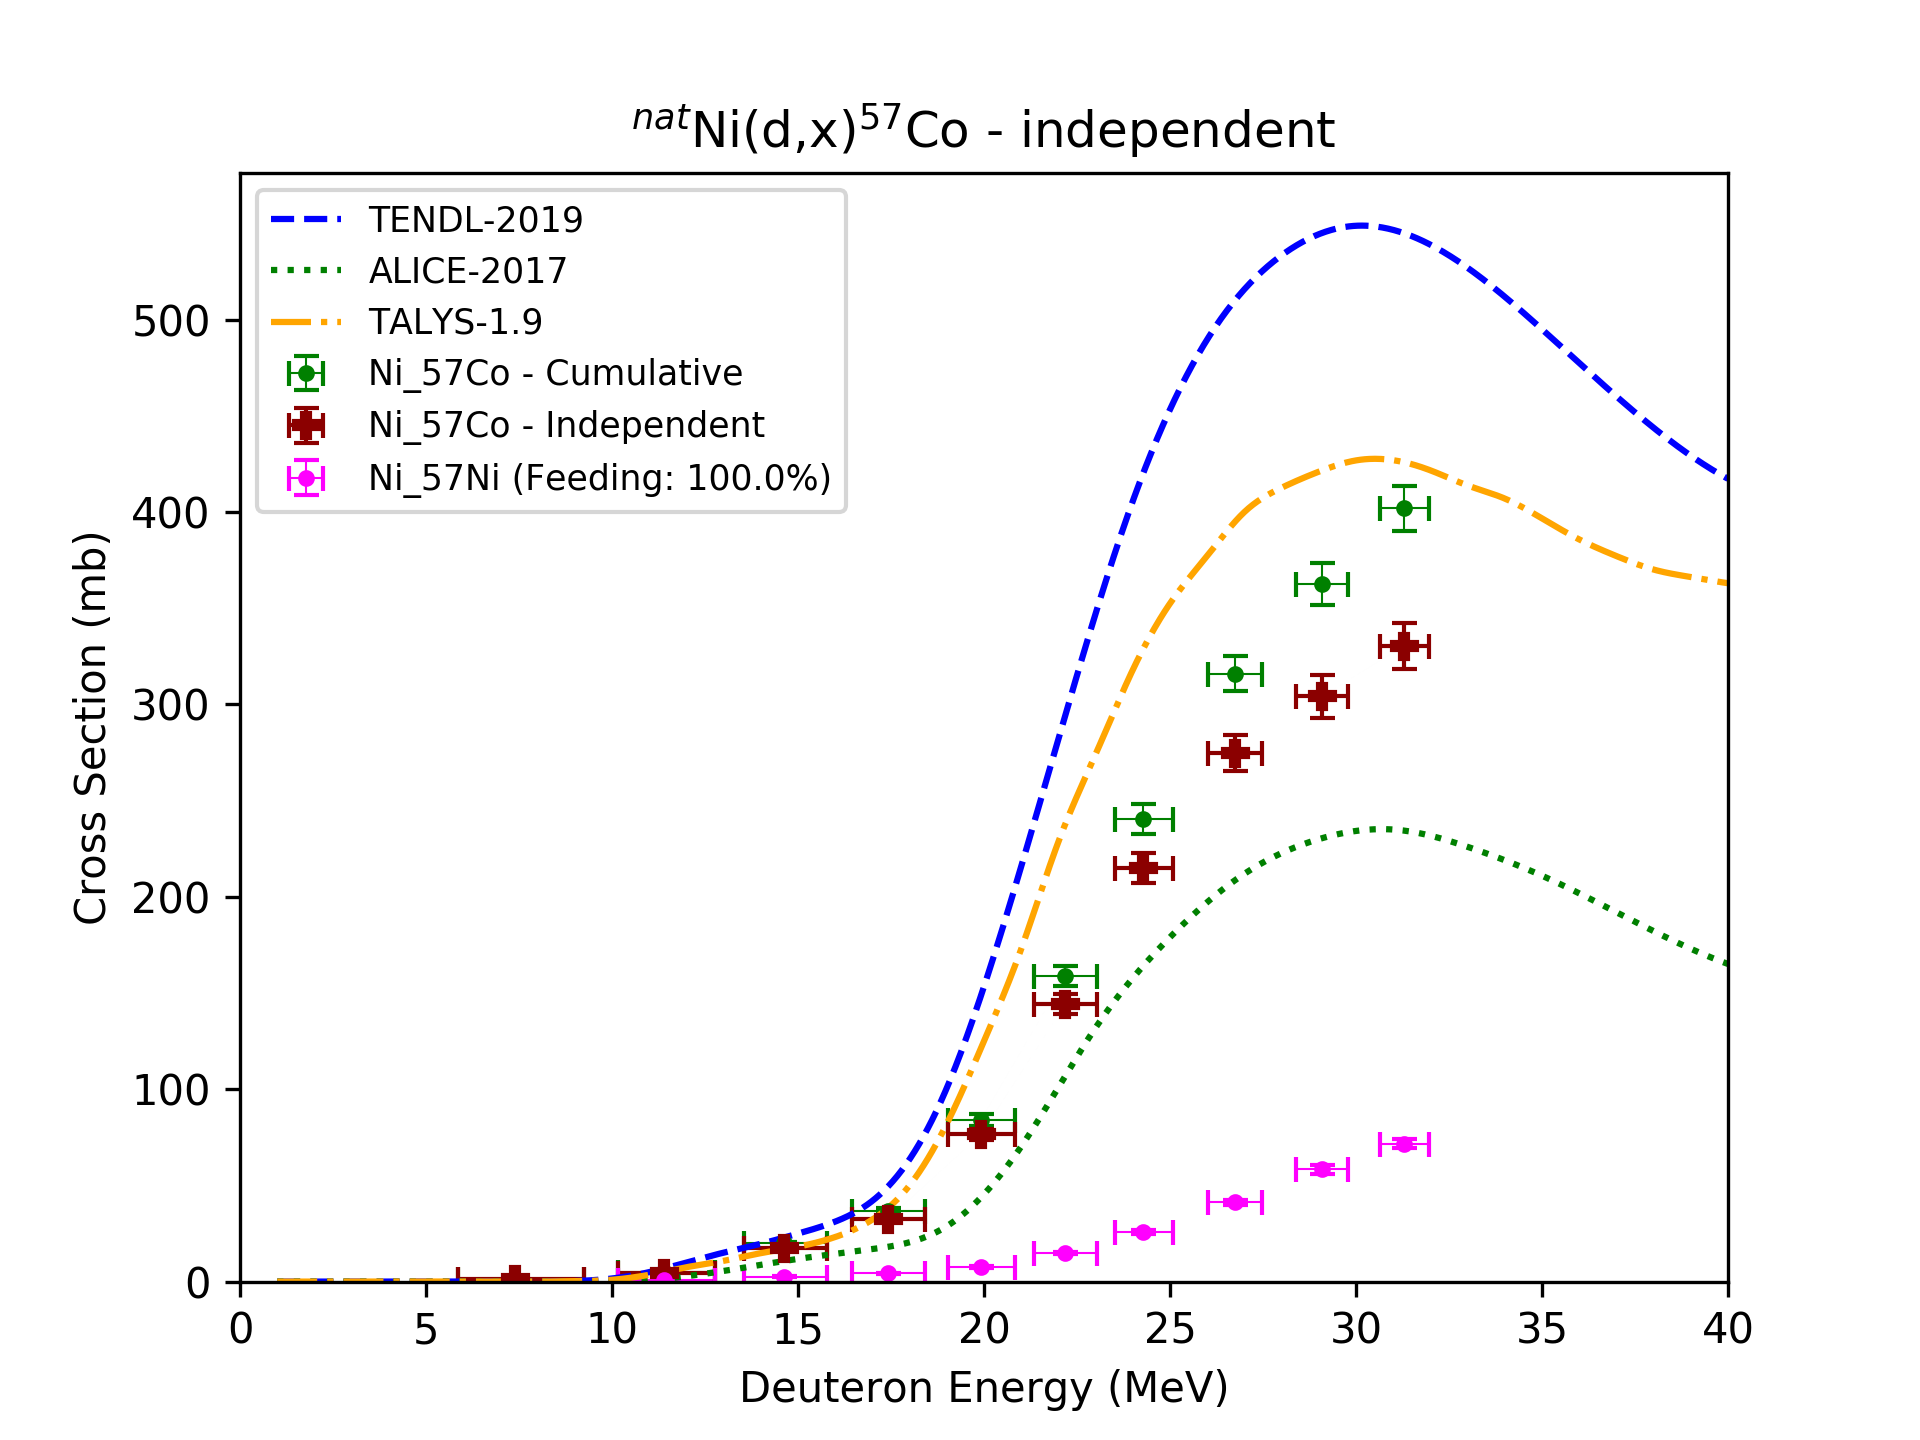 natNi(d,x)57Co - independent
TENDL-2019
ALICE-2017
TALYS-1.9
Ni_57Co - Cumulative
Ni_57Co - Independent
Ni_57Ni (Feeding: 100.0%)
Cross Section (mb)
500
400
300
200
100
0
0 5 10 15 20 25 30 35 40
Deuteron Energy (MeV)